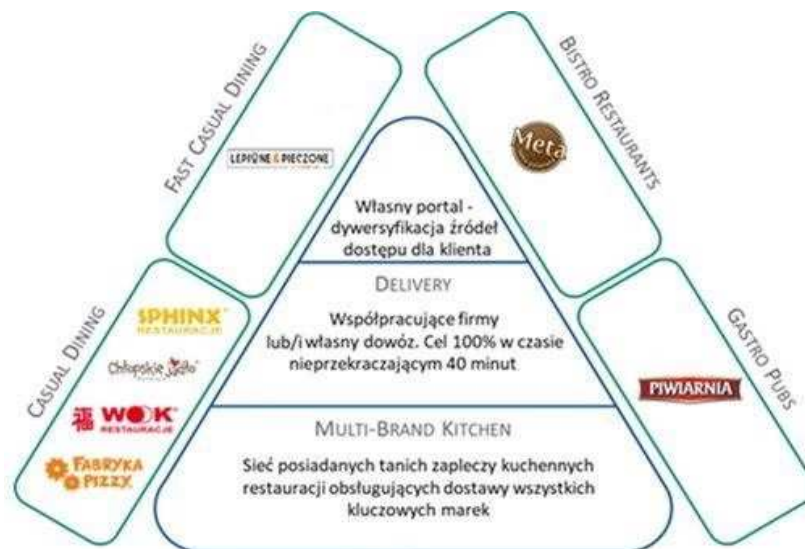 FAST CASUAL DINING
LEPIONE & PIECZONE
BISTRO RESTAURANTS
Meta
Własny portal -
dywersyfikacja źródeł
dostępu dla klienta
CASUAL DINING
SPHINX
RESTAURACJE
Chłopskie Jadło
WOK
RESTAURACJE
FABRYKA
PIZZY
DELIVERY
Współpracujące firmy
lub/i własny dowóz. Cel 100% w czasie
nieprzekraczającym 40 minut
GASTRO PUBS
PIWIARNIA
MULTI-BRAND KITCHEN
Sieć posiadanych tanich zapleczy kuchennych
restauracji obsługujących dostawy wszystkich
kluczowych marek